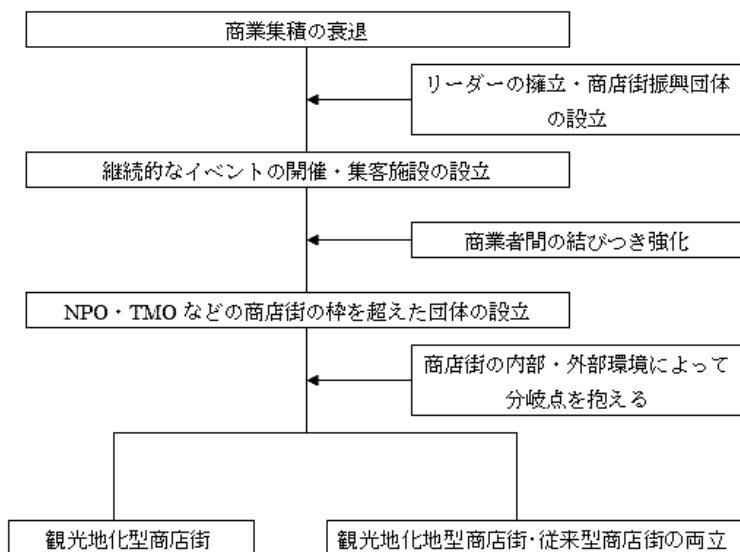 商業集積の衰退
リーダーの擁立・商店街振興団体
の設立
継続的なイベントの開催・集客施設の設立
商業者間の結びつき強化
NPO・TMO などの商店街の枠を超えた団体の設立
商店街の内部・外部環境によって
分岐点を抱える
観光地化型商店街
観光地化地型商店街・従来型商店街の両立